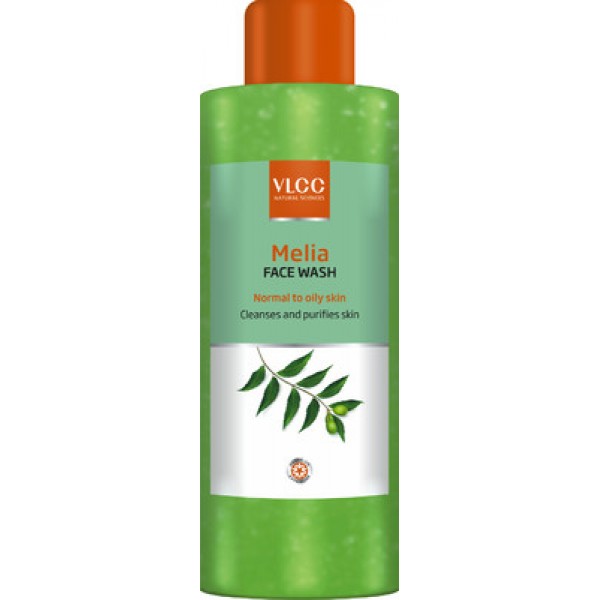 VLCC
NATURAL SCIENCES
Melia
FACE WASH
Normal to oily skin
Cleanses and purifies skin